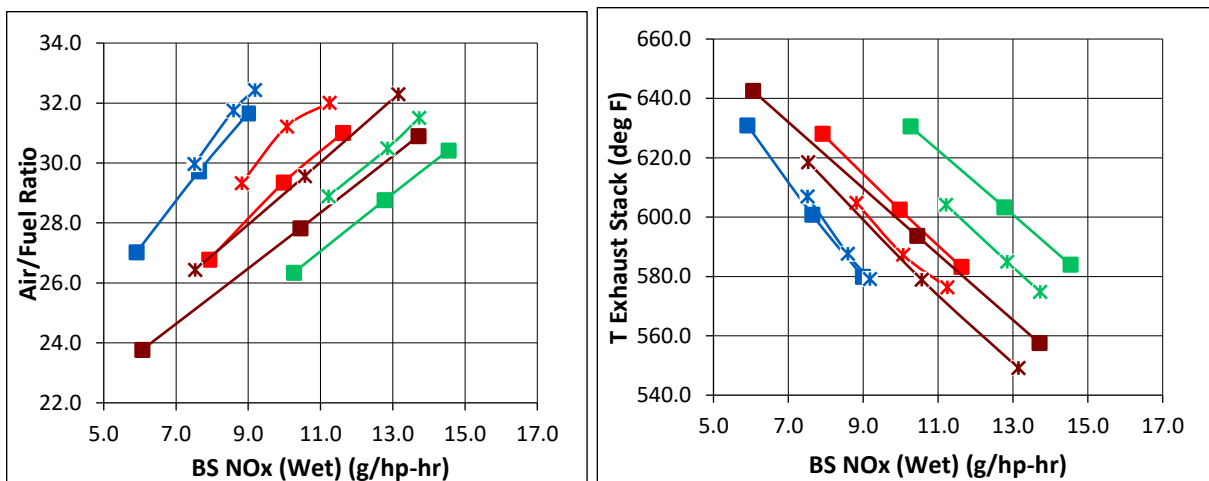 34.0
32.0
30.0
28.0
26.0
24.0
22.0
Air/Fuel Ratio
5.0 7.0 9.0 11.0 13.0 15.0 17.0
BS NOx (Wet) (g/hp-hr)
660.0
640.0
620.0
600.0
580.0
560.0
540.0
T Exhaust Stack (deg F)
5.0 7.0 9.0 11.0 13.0 15.0 17.0
BS NOx (Wet) (g/hp-hr)